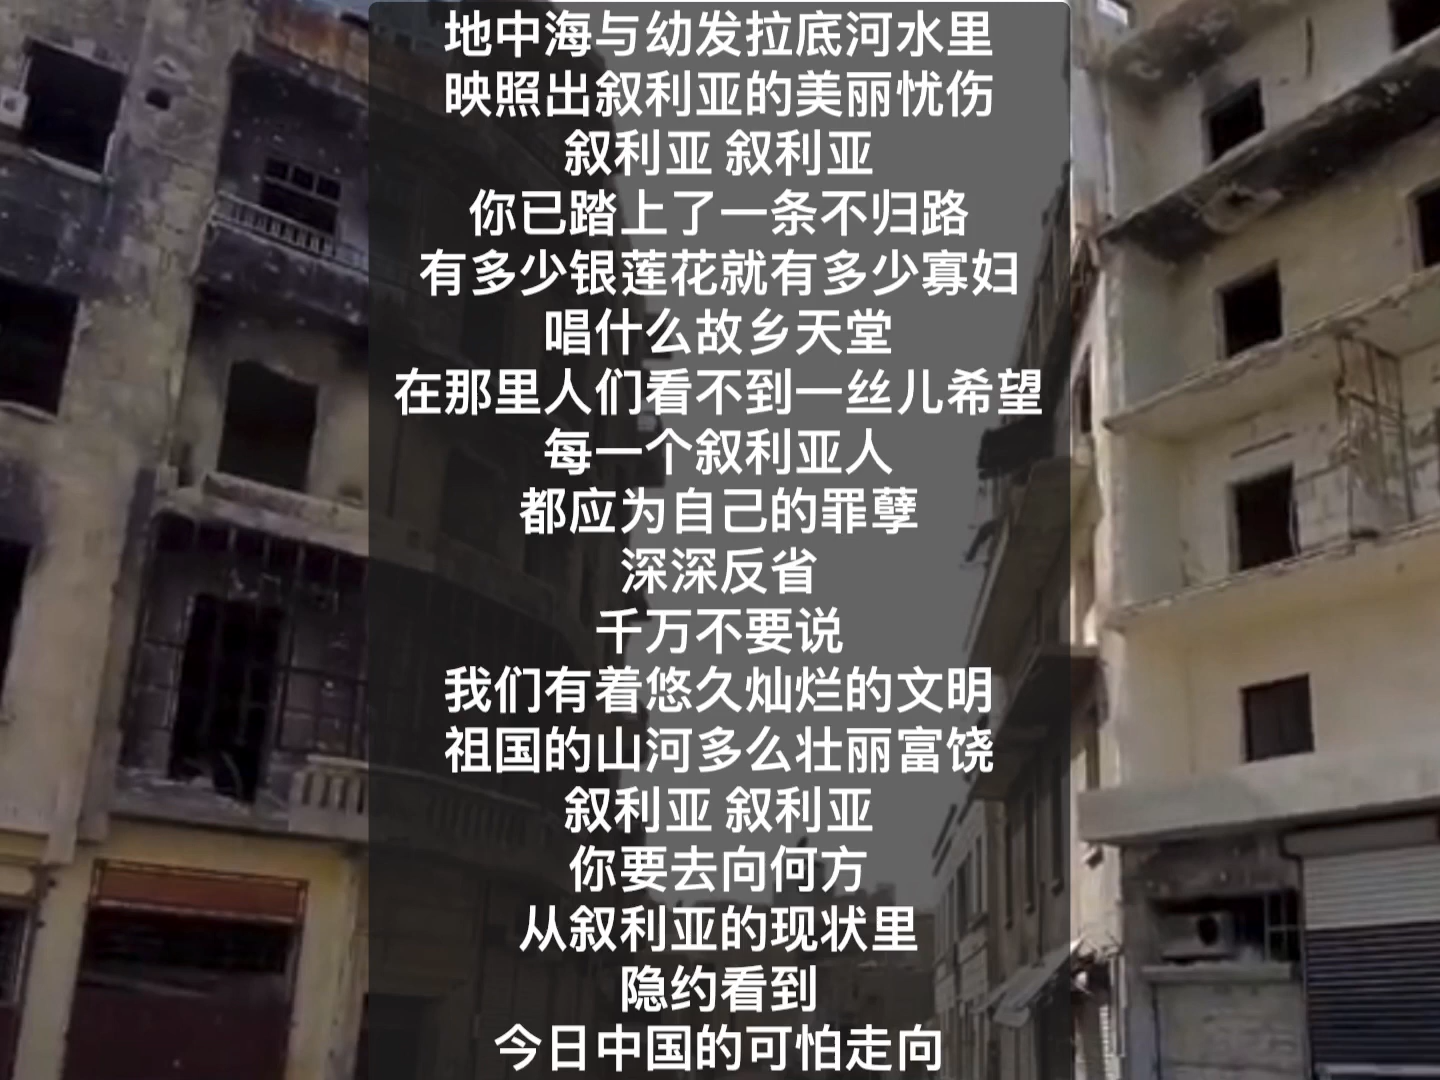 地中海与幼发拉底河水里
映照出叙利亚的美丽忧伤
叙利亚 叙利亚
你已踏上了一条不归路
有多少银莲花就有多少寡妇
唱什么故乡天堂
在那里人们看不到一丝儿希望
每一个叙利亚人
都应为自己的罪孽
深深反省
千万不要说
我们有着悠久灿烂的文明
祖国的山河多么壮丽富饶
叙利亚 叙利亚
你要去向何方
从叙利亚的现状里
隐约看到
今日中国的可怕走向